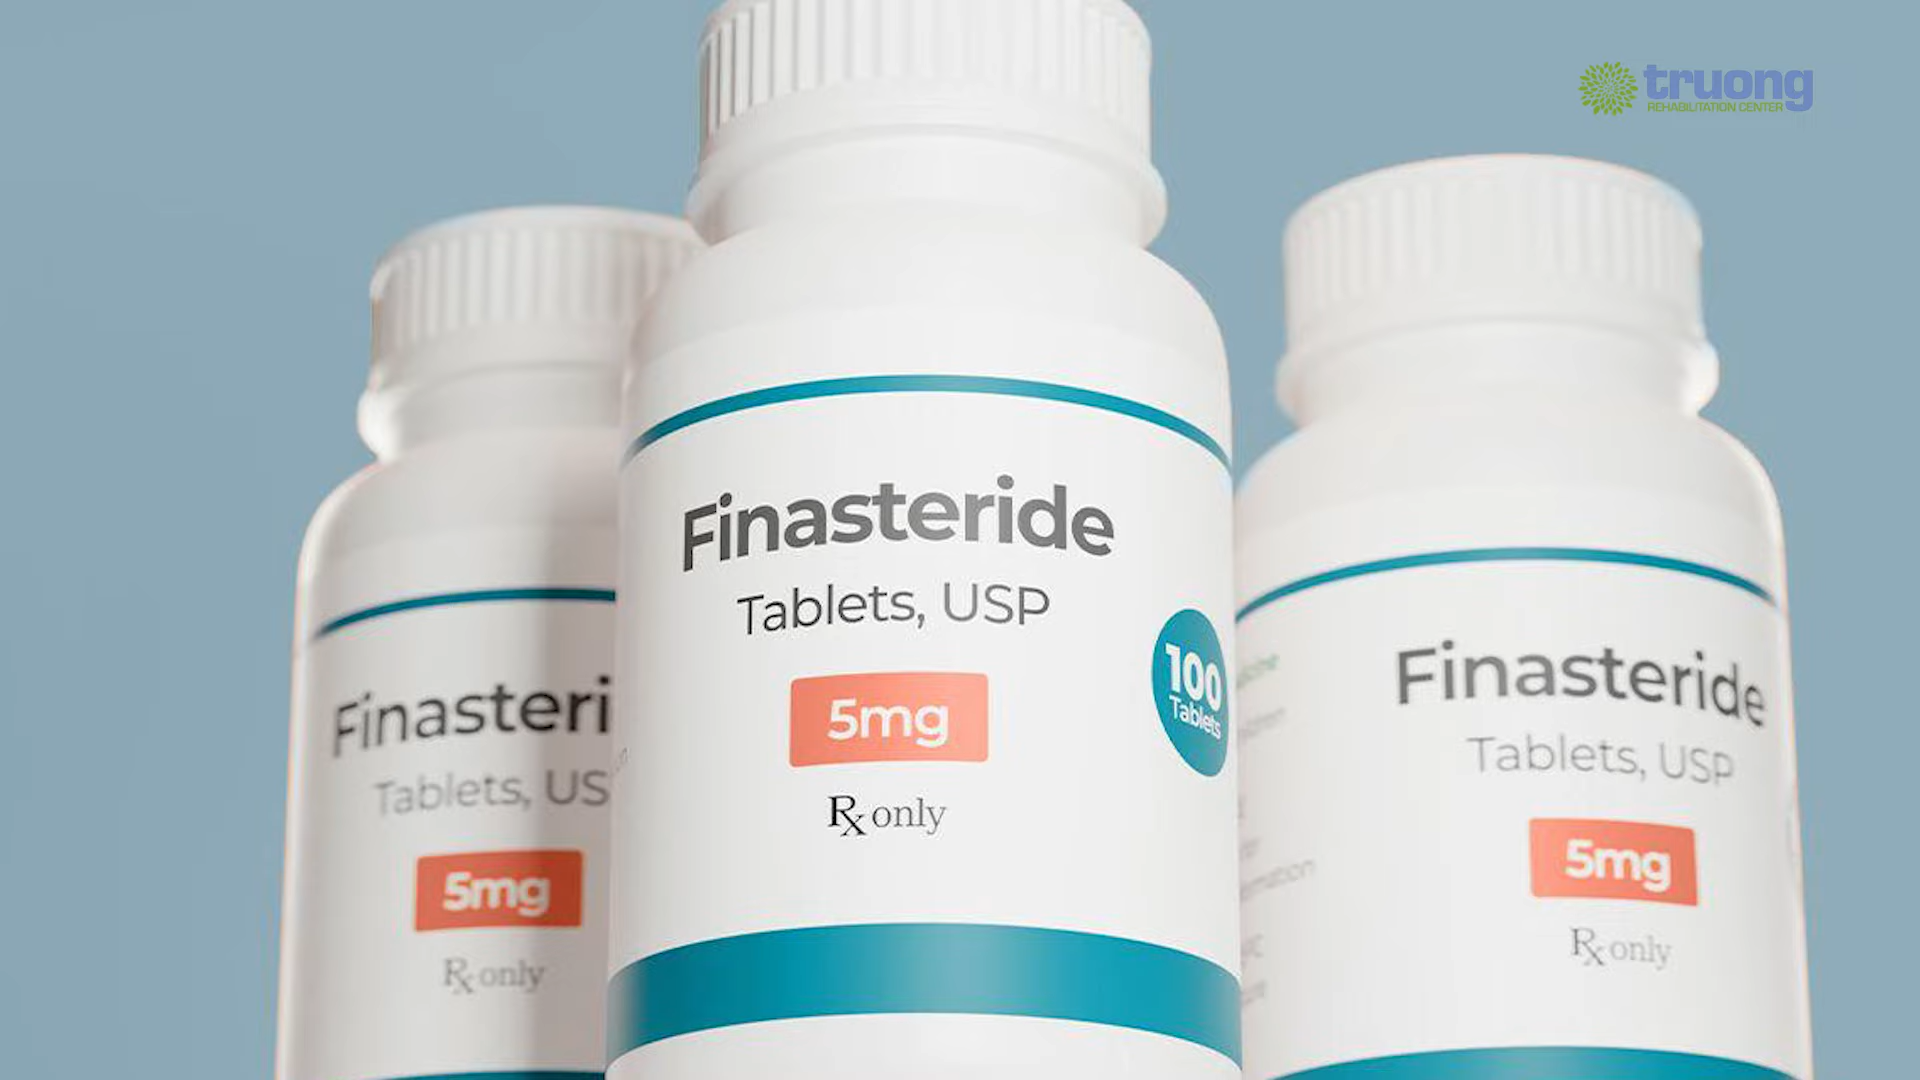 truong
REHABILITATION CENTER
Finasteri
Tablets, US
5mg
Rx only
Finasteride
Tablets, USP
5mg
Rx only
100
Tablets
Finasteride
Tablets, USP
5mg
Rx only